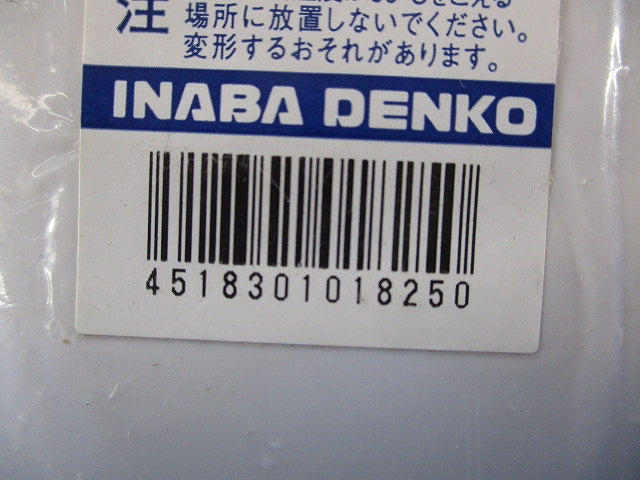 注
場所に放置しないでください。
変形するおそれがあります。
INABA DENKO
4518301018250